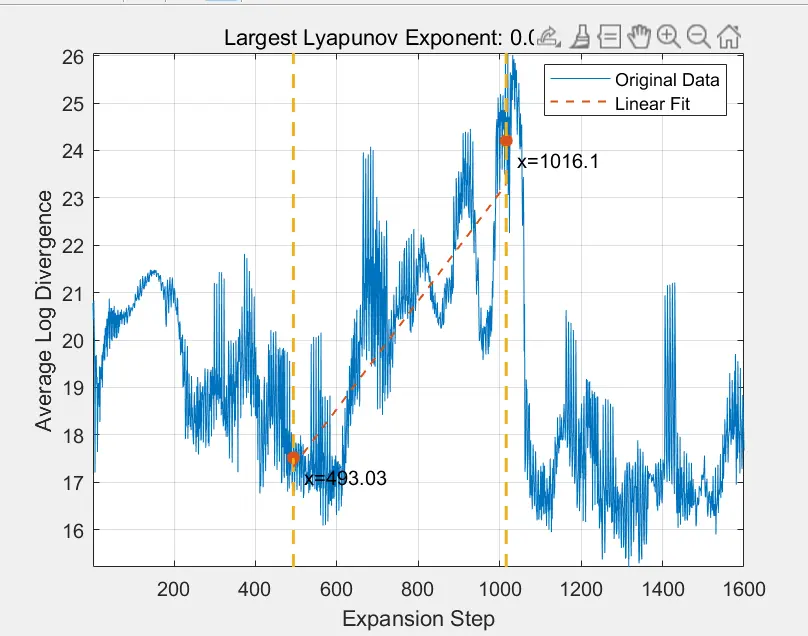 Largest Lyapunov Exponent: 0.0
26
25
24
23
22
21
20
19
18
17
16
Average Log Divergence
Original Data
Linear Fit
x=1016.1
x=493.03
200 400 600 800 1000 1200 1400 1600
Expansion Step